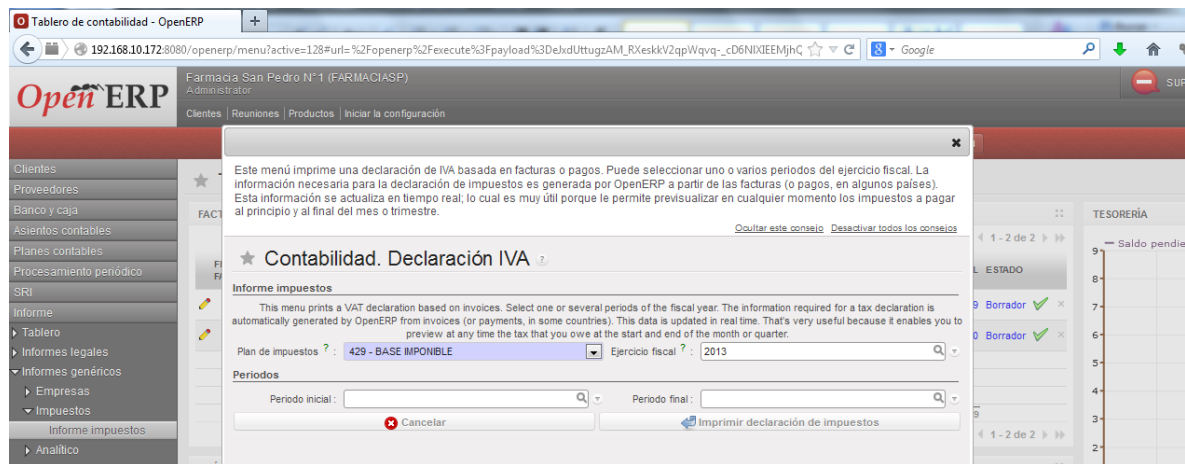 Tablero de contabilidad - OpenERP
192.168.10.172:8080/openerp/menu?active=128#url=%2Fopenerp%2Fexecute%3Fpayload%3DeJxdUttugzAM_RXeskkV2qpWqvq-_cD6NIXIEEMjhC
Google
OpenERP
Farmacia San Pedro N°1 (FARMACIASP)
Administrator
Clientes | Reuniones | Productos | Iniciar la configuración
Clientes
Proveedores
Banco y caja
Asientos contables
Planes contables
Procesamiento periódico
SRI
Informe
Tablero
Informes legales
Informes genéricos
Empresas
Impuestos
Informe impuestos
Analítico
Este menú imprime una declaración de IVA basada en facturas o pagos. Puede seleccionar uno o varios periodos del ejercicio fiscal. La
información necesaria para la declaración de impuestos es generada por OpenERP a partir de las facturas (o pagos, en algunos países).
Esta información se actualiza en tiempo real; lo cual es muy útil porque le permite previsualizar en cualquier momento los impuestos a pagar
al principio y al final del mes o trimestre.
Ocultar este consejo Desactivar todos los consejos
Contabilidad. Declaración IVA ?
Informe impuestos
This menu prints a VAT declaration based on invoices. Select one or several periods of the fiscal year. The information required for a tax declaration is
automatically generated by OpenERP from invoices (or payments, in some countries). This data is updated in real time. That's very useful because it enables you to
preview at any time the tax that you owe at the start and end of the month or quarter.
Plan de impuestos ? : 429 - BASE IMPONIBLE Ejercicio fiscal ? : 2013
Periodos
Periodo inicial : Periodo final :
Cancelar Imprimir declaración de impuestos
FACT
1 - 2 de 2
L ESTADO
9 Borrador
0 Borrador
9
1 - 2 de 2
TESORERÍA
Saldo pendie
9
8
7
6
5
4
3
2